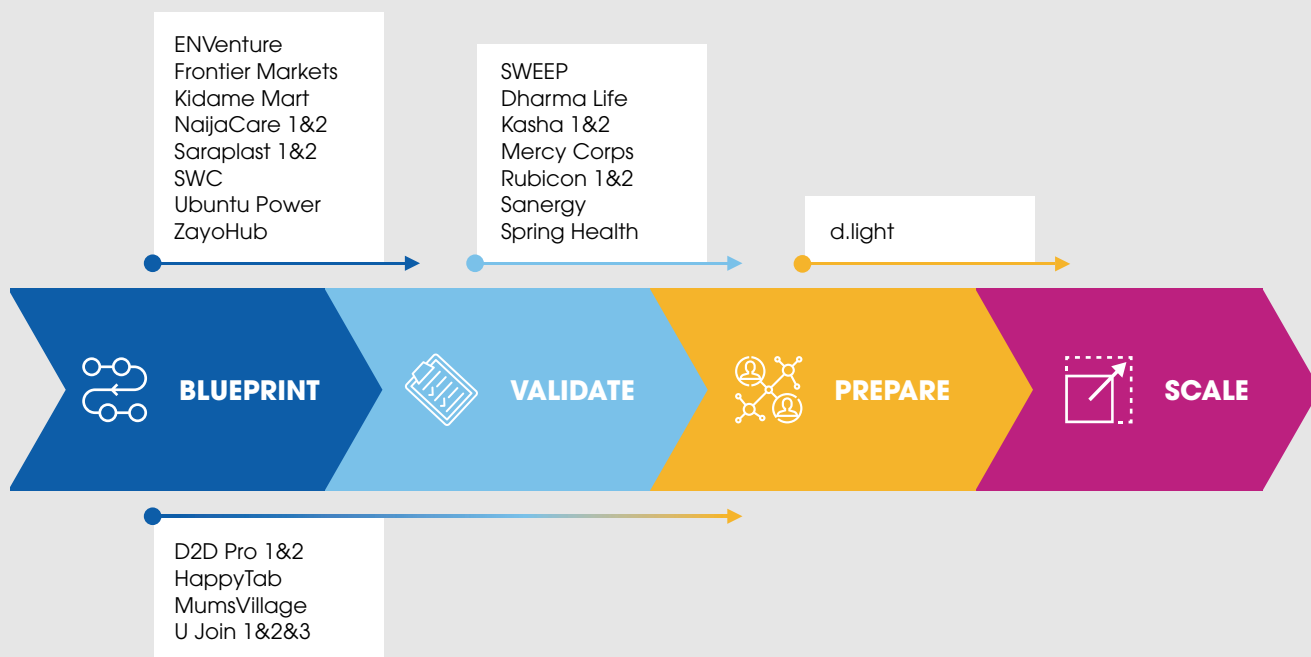 ENVenture
Frontier Markets
Kidame Mart
NaijaCare 1&2
Saraplast 1&2
SWC
Ubuntu Power
ZayoHub
SWEEP
Dharma Life
Kasha 1&2
Mercy Corps
Rubicon 1&2
Sanergy
Spring Health
d.light
BLUEPRINT
VALIDATE
PREPARE
SCALE
D2D Pro 1&2
HappyTab
MumsVillage
U Join 1&2&3